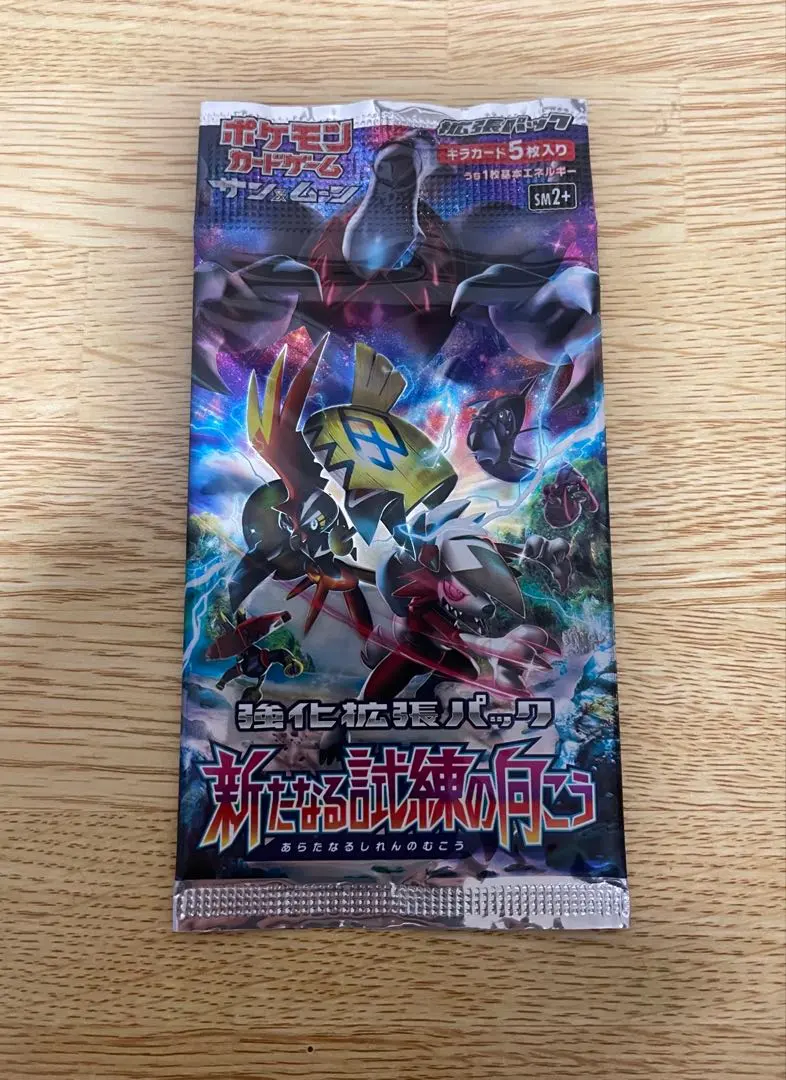 ポケモン
カードゲーム
サン&ムーン
拡張パック
キラカード5枚入り
うち1枚基本エネルギー
SM2+
強化拡張パック
新たなる試練の向こう
あらたなるしれんのむこう